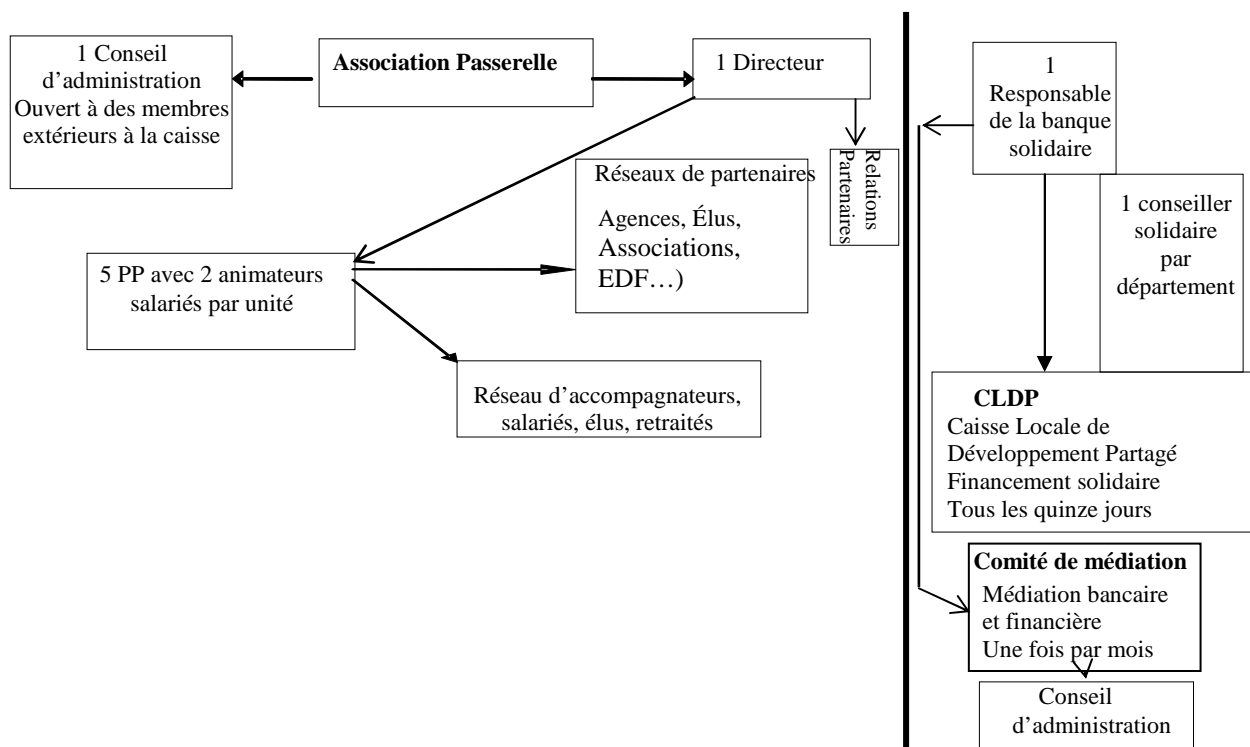 1 Conseil
d’administration
Ouvert à des membres
extérieurs à la caisse
Association Passerelle
1 Directeur
Relations
Partenaires
Réseaux de partenaires
Agences, Élus,
Associations,
EDF…)
5 PP avec 2 animateurs
salariés par unité
Réseau d’accompagnateurs,
salariés, élus, retraités
1
Responsable
de la banque
solidaire
1 conseiller
solidaire
par
département
CLDP
Caisse Locale de
Développement Partagé
Financement solidaire
Tous les quinze jours
Comité de médiation
Médiation bancaire
et financière
Une fois par mois
Conseil
d’administration